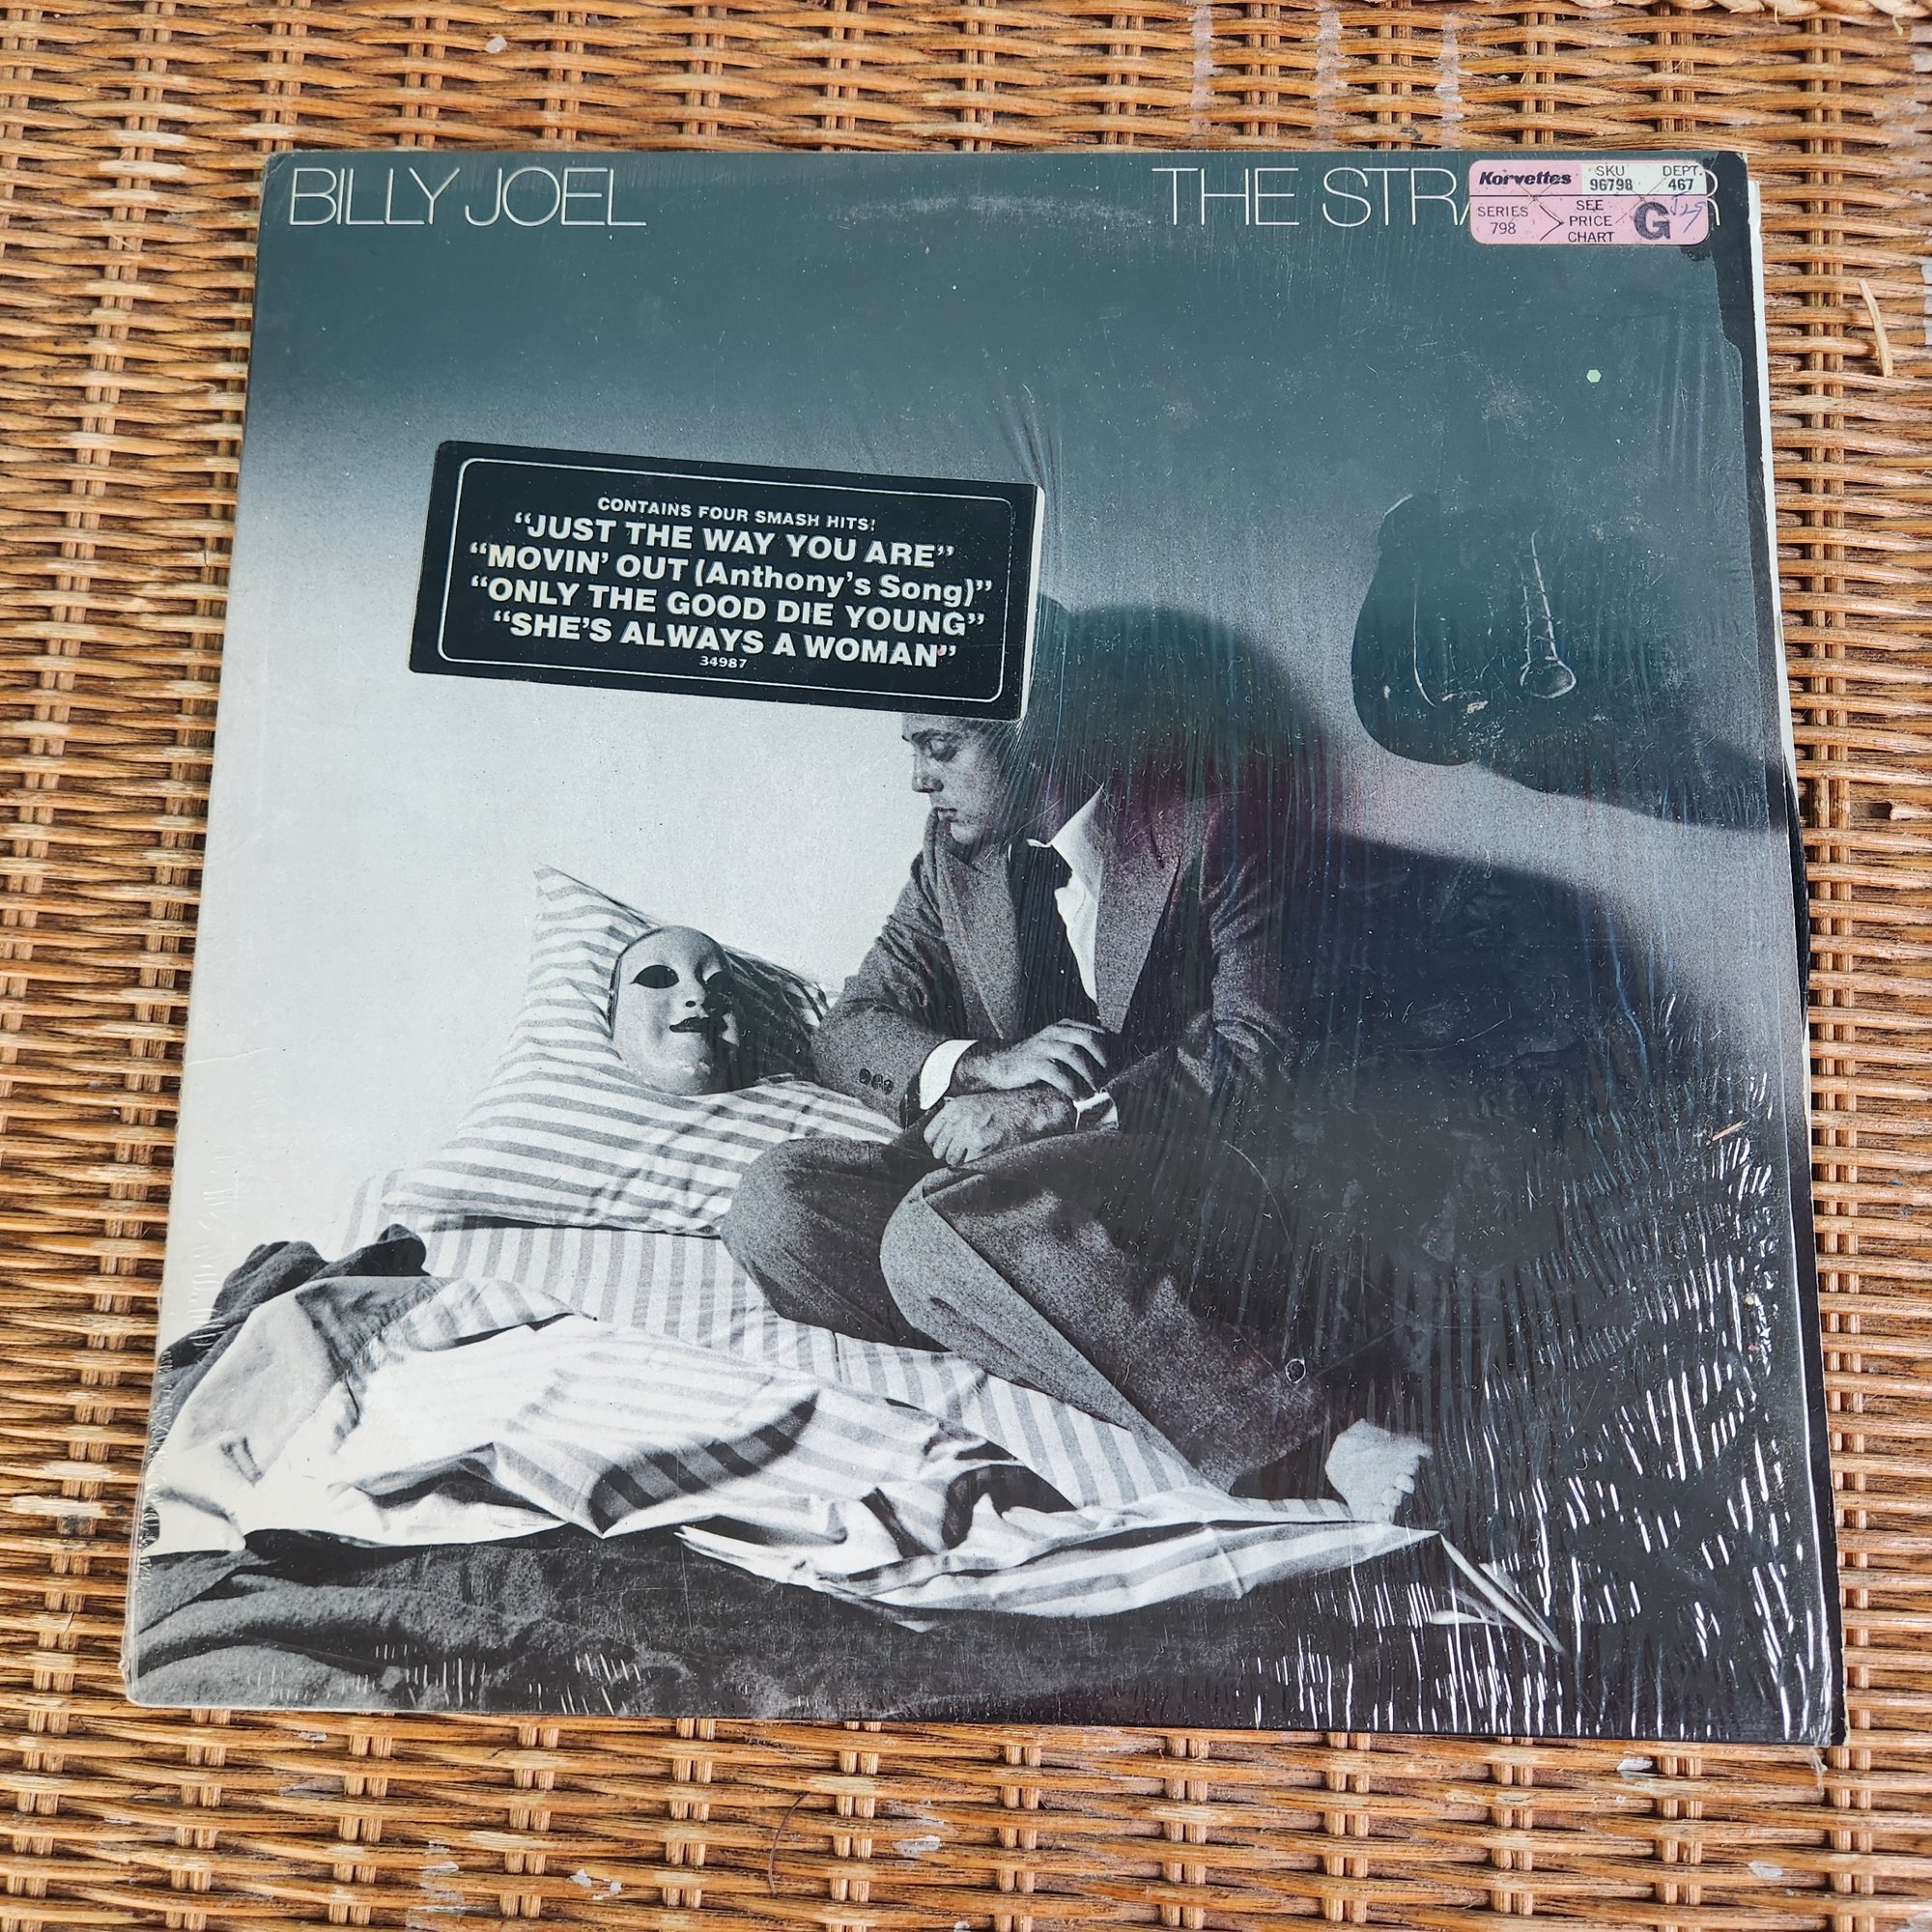 BILLY JOEL
THE STRA R
Korvettes SKU 96798 DEPT. 467
SERIES 798 SEE PRICE CHART G
CONTAINS FOUR SMASH HITS!
“JUST THE WAY YOU ARE”
“MOVIN’ OUT (Anthony’s Song)”
“ONLY THE GOOD DIE YOUNG”
“SHE’S ALWAYS A WOMAN”
34987